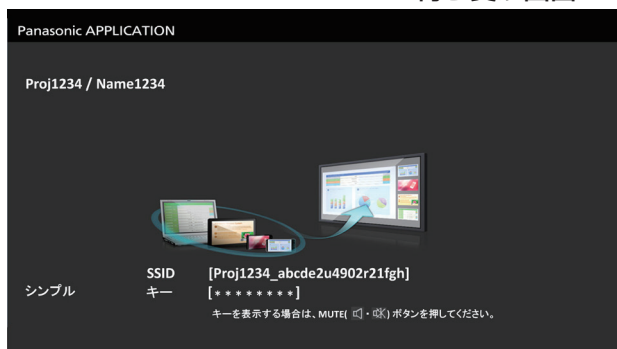 Panasonic APPLICATION
Proj1234 / Name1234
SSID [Proj1234_abcde2u4902r21fgh]
シンプル キー [********]
キーを表示する場合は、MUTE( ・ ) ボタンを押してください。